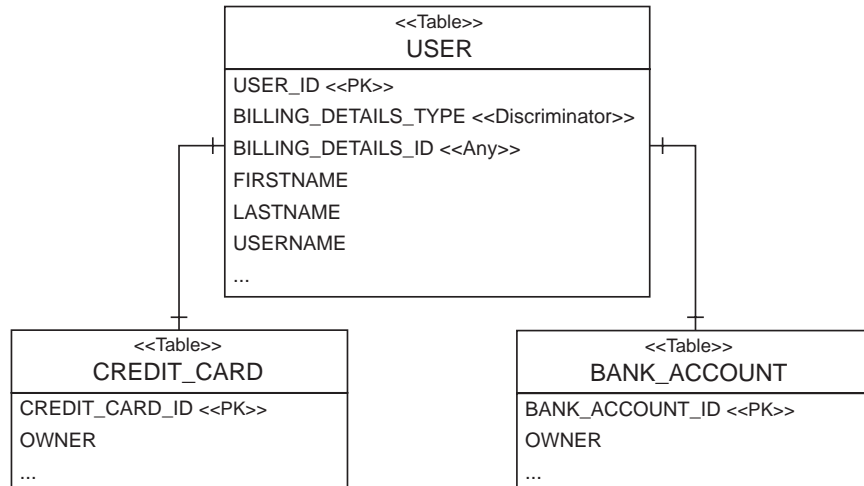 <<Table>>
USER
USER_ID <<PK>>
BILLING_DETAILS_TYPE <<Discriminator>>
BILLING_DETAILS_ID <<Any>>
FIRSTNAME
LASTNAME
USERNAME
...
<<Table>>
CREDIT_CARD
CREDIT_CARD_ID <<PK>>
OWNER
...
<<Table>>
BANK_ACCOUNT
BANK_ACCOUNT_ID <<PK>>
OWNER
...